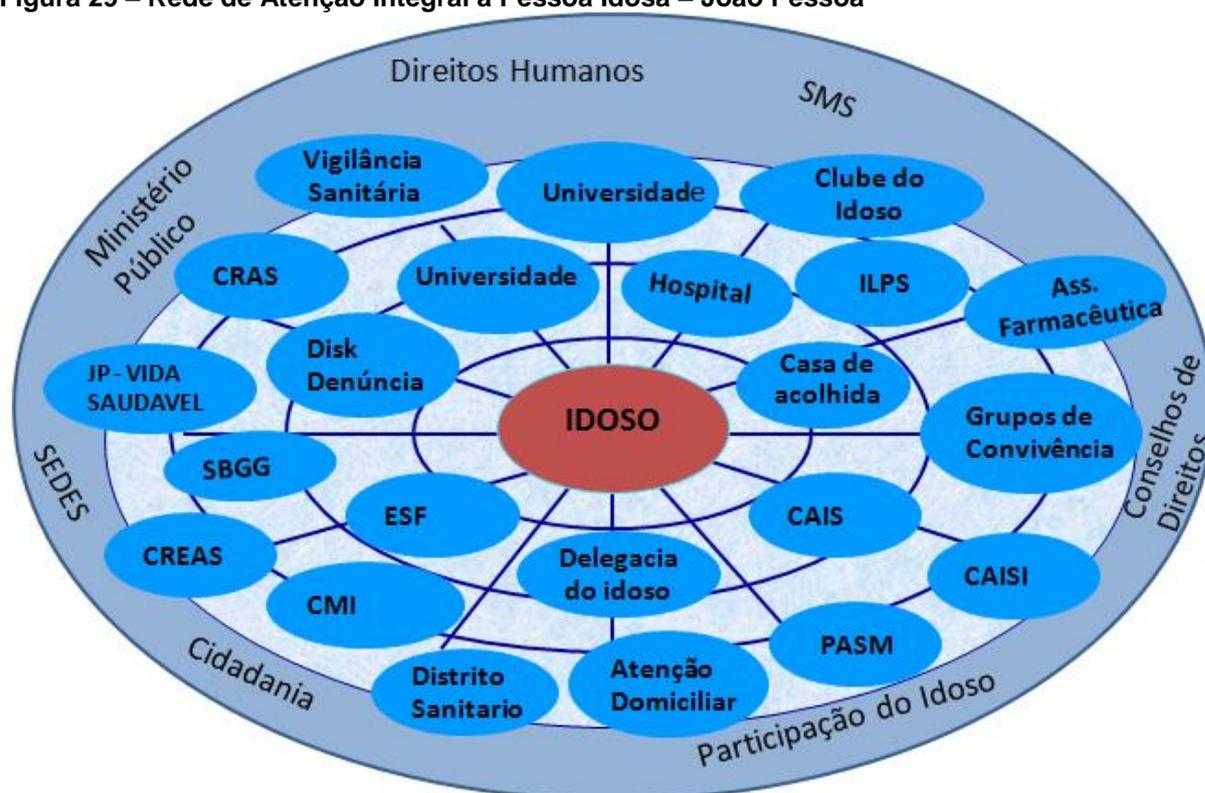 Figura 29 – Rede de Atenção Integral à Pessoa Idosa – João Pessoa
Direitos Humanos
SMS
Ministério
Público
Vigilância
Sanitária
Universidade
Clube do
Idoso
CRAS
Universidade
Hospital
ILPS
Ass.
Farmacêutica
JP- VIDA
SAUDAVEL
Disk
Denúncia
Casa de
acolhida
IDOSO
Grupos de
Convivência
Conselhos de
Direitos
SEDES
SBGG
ESF
CAIS
CREAS
Delegacia
do idoso
CAISI
CMI
PASM
Cidadania
Distrito
Sanitario
Atenção
Domiciliar
Participação do Idoso